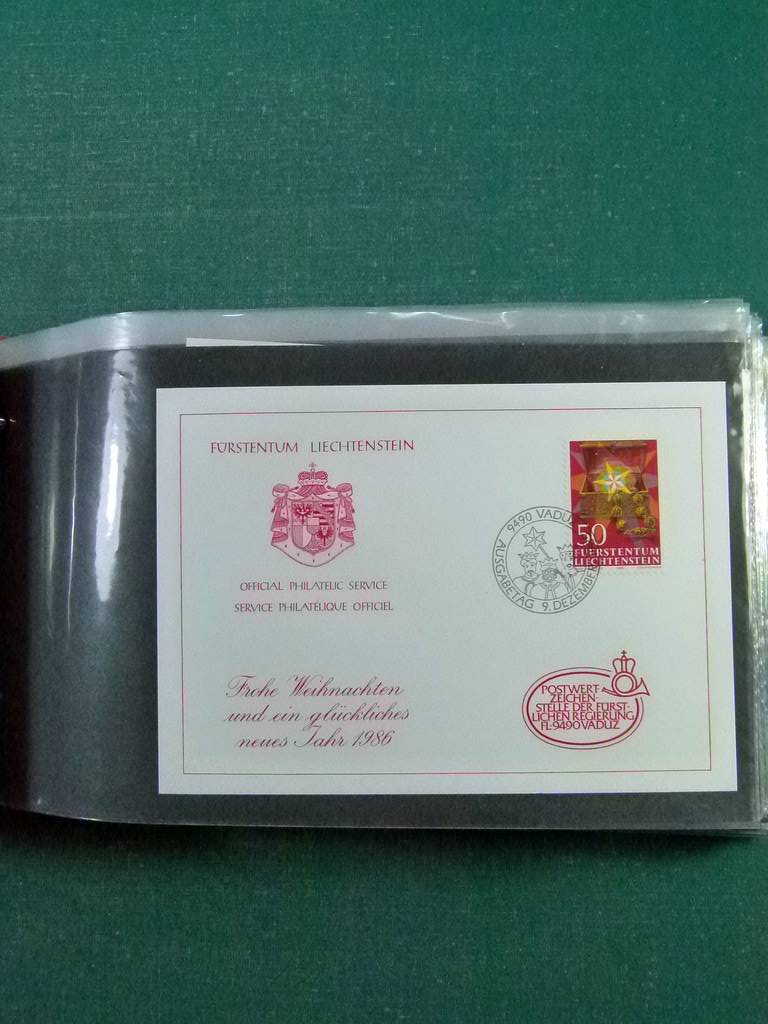 FÜRSTENTUM LIECHTENSTEIN
OFFICIAL PHILATELIC SERVICE
SERVICE PHILATÉLIQUE OFFICIEL
50
FUERSTENTUM
LIECHTENSTEIN
9490 VADUZ
AUSGABETAG 9. DEZEMBER
Frohe Weihnachten
und ein glückliches
neues Jahr 1986
POSTWERT-
ZEICHEN-
STELLE DER FÜRST-
LICHEN REGIERUNG
FL-9490 VADUZ